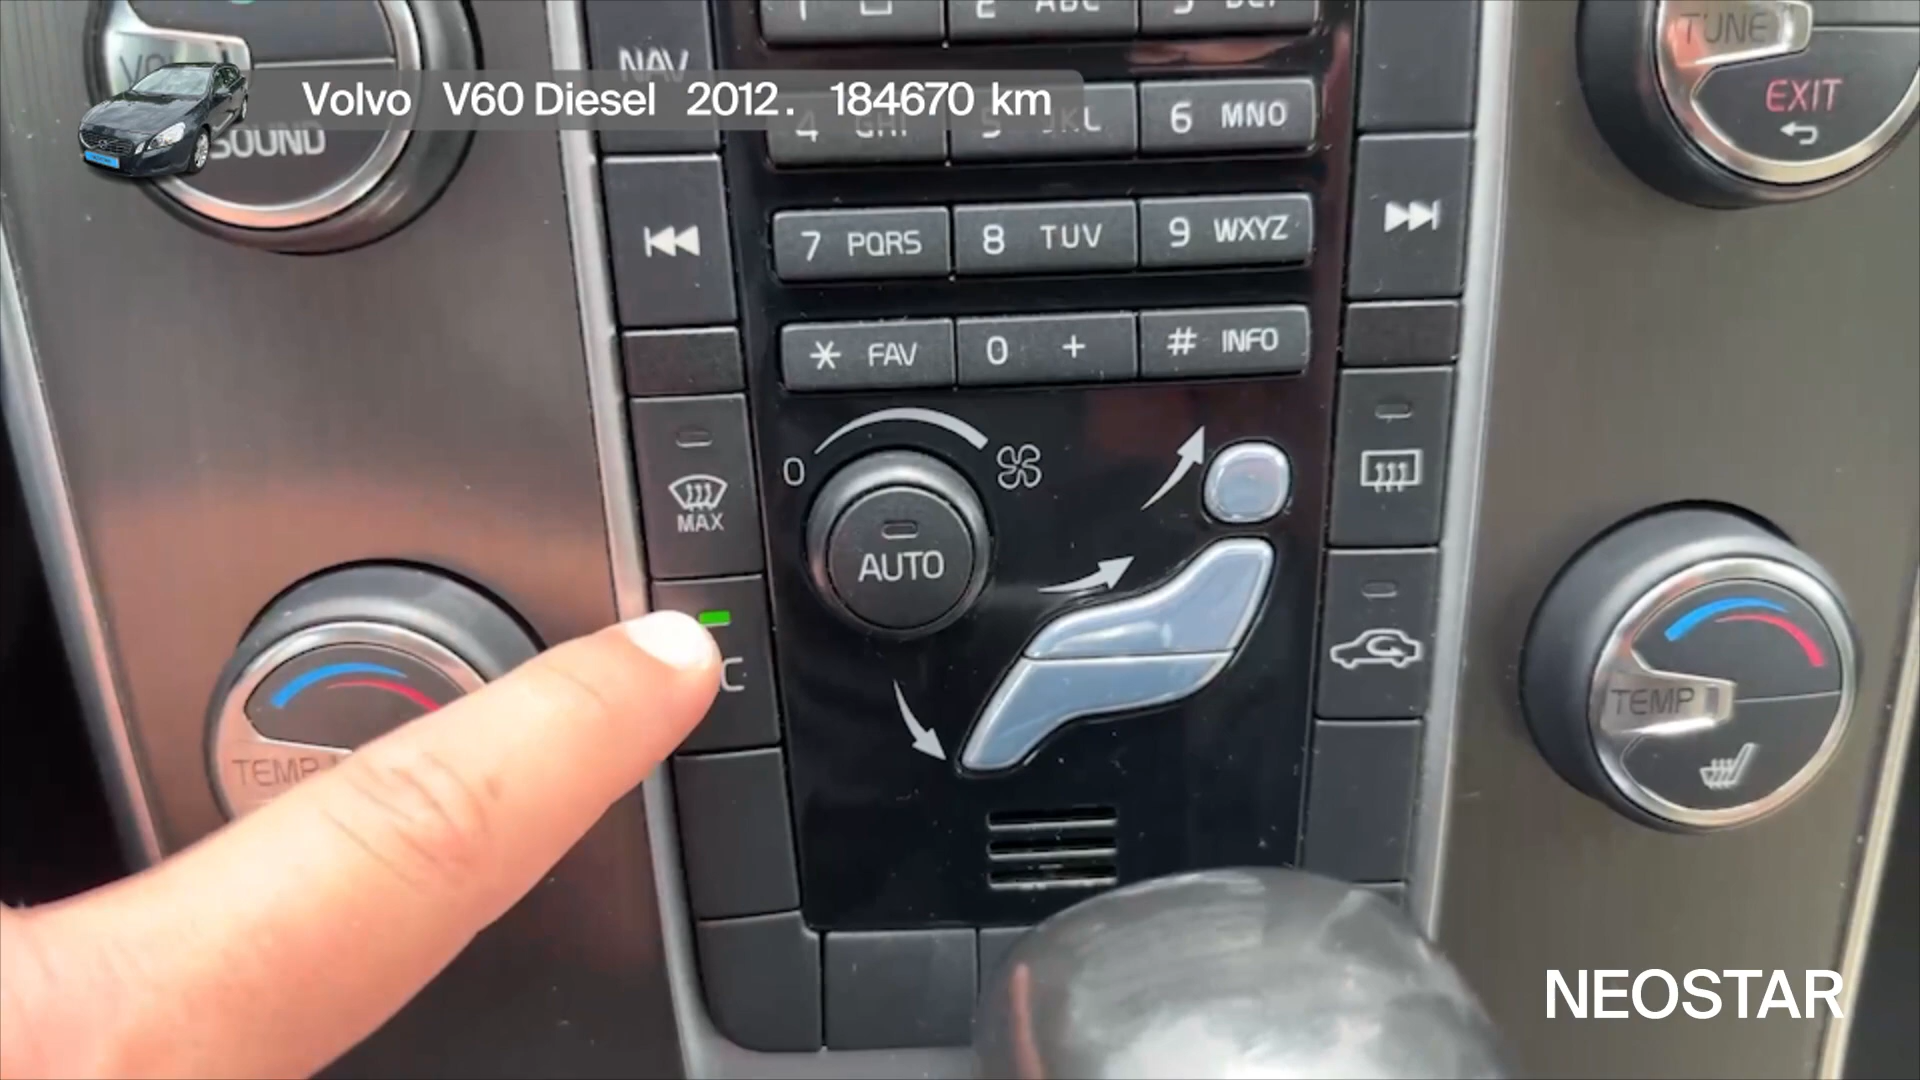 Volvo V60 Diesel 2012. 184670 km
NAV
SOUND
TUNE
EXIT
6 MNO
7 PQRS
8 TUV
9 WXYZ
* FAV
0 +
# INFO
0
MAX
AUTO
TEMP
TEMP
NEOSTAR